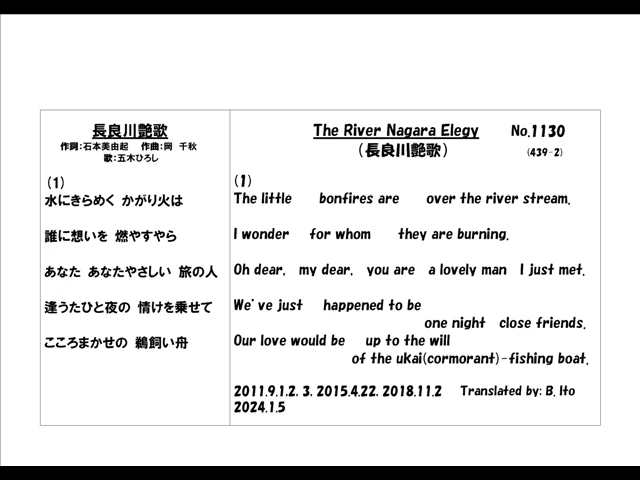 長良川艶歌
作詞:石本美由起 作曲:岡 千秋
歌:五木ひろし
(1)
水にきらめく かがり火は
誰に想いを 燃やすやら
あなた あなたやさしい 旅の人
逢うたひと夜の 情けを乗せて
こころまかせの 鵜飼い舟
The River Nagara Elegy No.1130
(長良川艶歌) (439-2)
(1)
The little bonfires are over the river stream.
I wonder for whom they are burning.
Oh dear, my dear, you are a lovely man I just met.
We've just happened to be
one night close friends.
Our love would be up to the will
of the ukai(cormorant)-fishing boat.
2011.9.1.2. 3. 2015.4.22. 2018.11.2 Translated by: B. Ito
2024.1.5